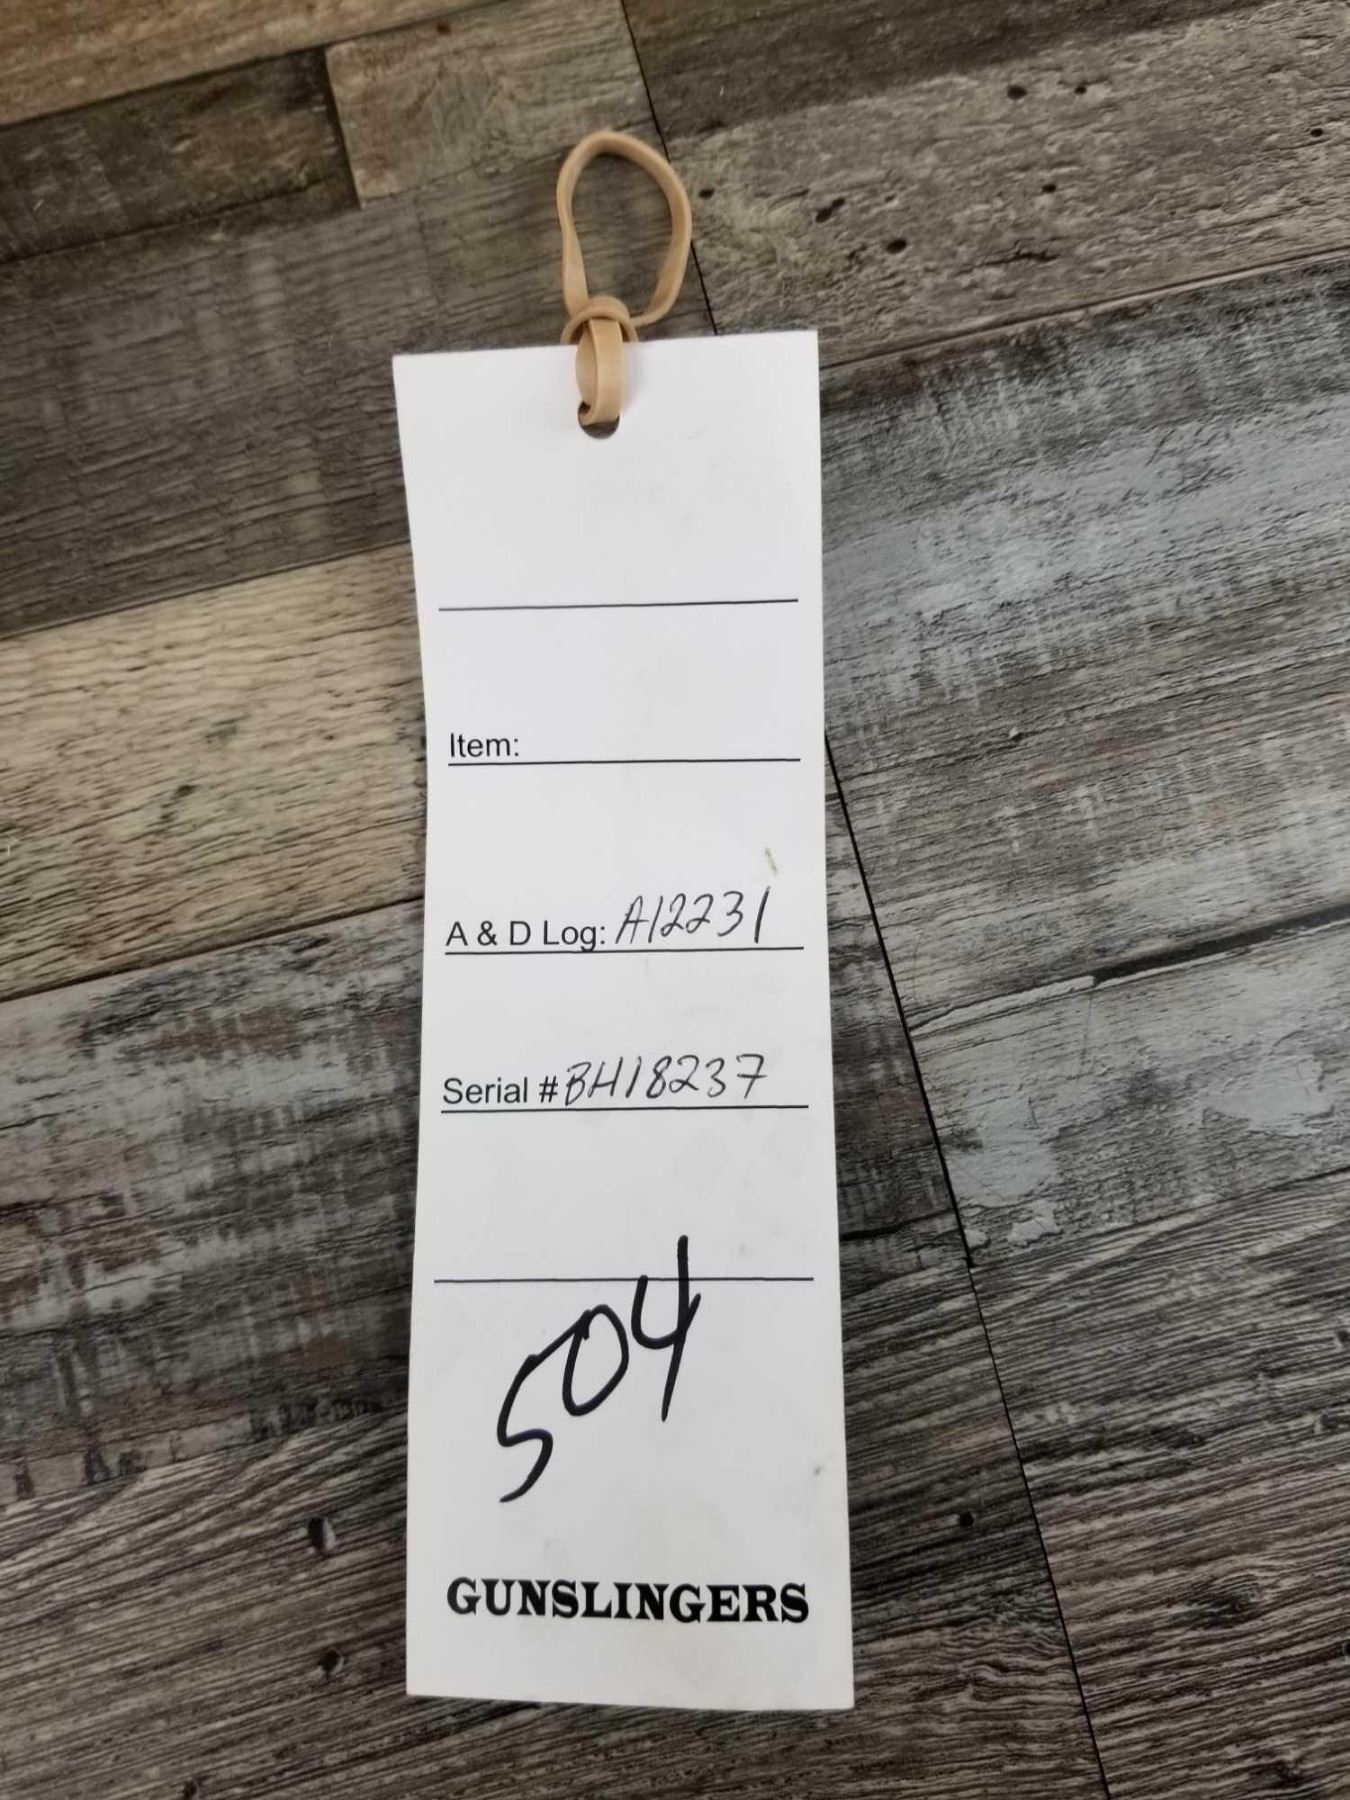 Item:
A & D Log: A12231
Serial # BH18237
504
GUNSLINGERS